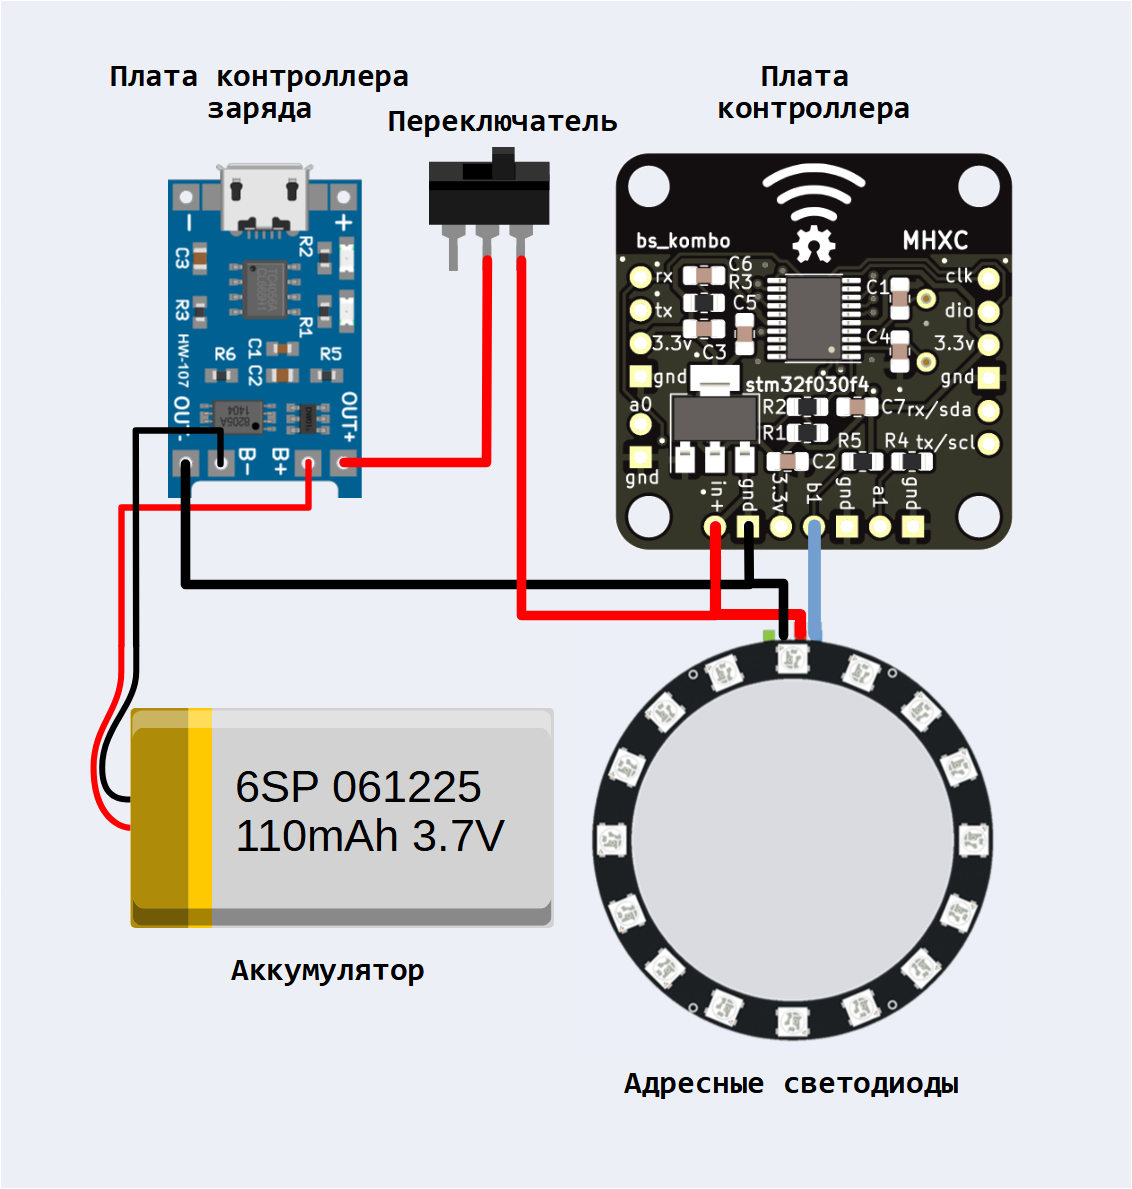 Плата контроллера
заряда
Переключатель
Плата
контроллера
−
+
C3
R2
R3
R1
HW-107
C1
C2
R6
R5
8205A
1404
OUT-
OUT+
B-
B+
bs_kombo
MHXC
rx
tx
3.3v
gnd
a0
gnd
C6
R3
C5
C3
C1
C4
clk
dio
3.3v
gnd
rx/sda
tx/scl
stm32f030f4
R2
C7
R1
R5
R4
C2
in+
gnd
3.3v
b1
gnd
a1
gnd
6SP 061225
110mAh 3.7V
Аккумулятор
Адресные светодиоды